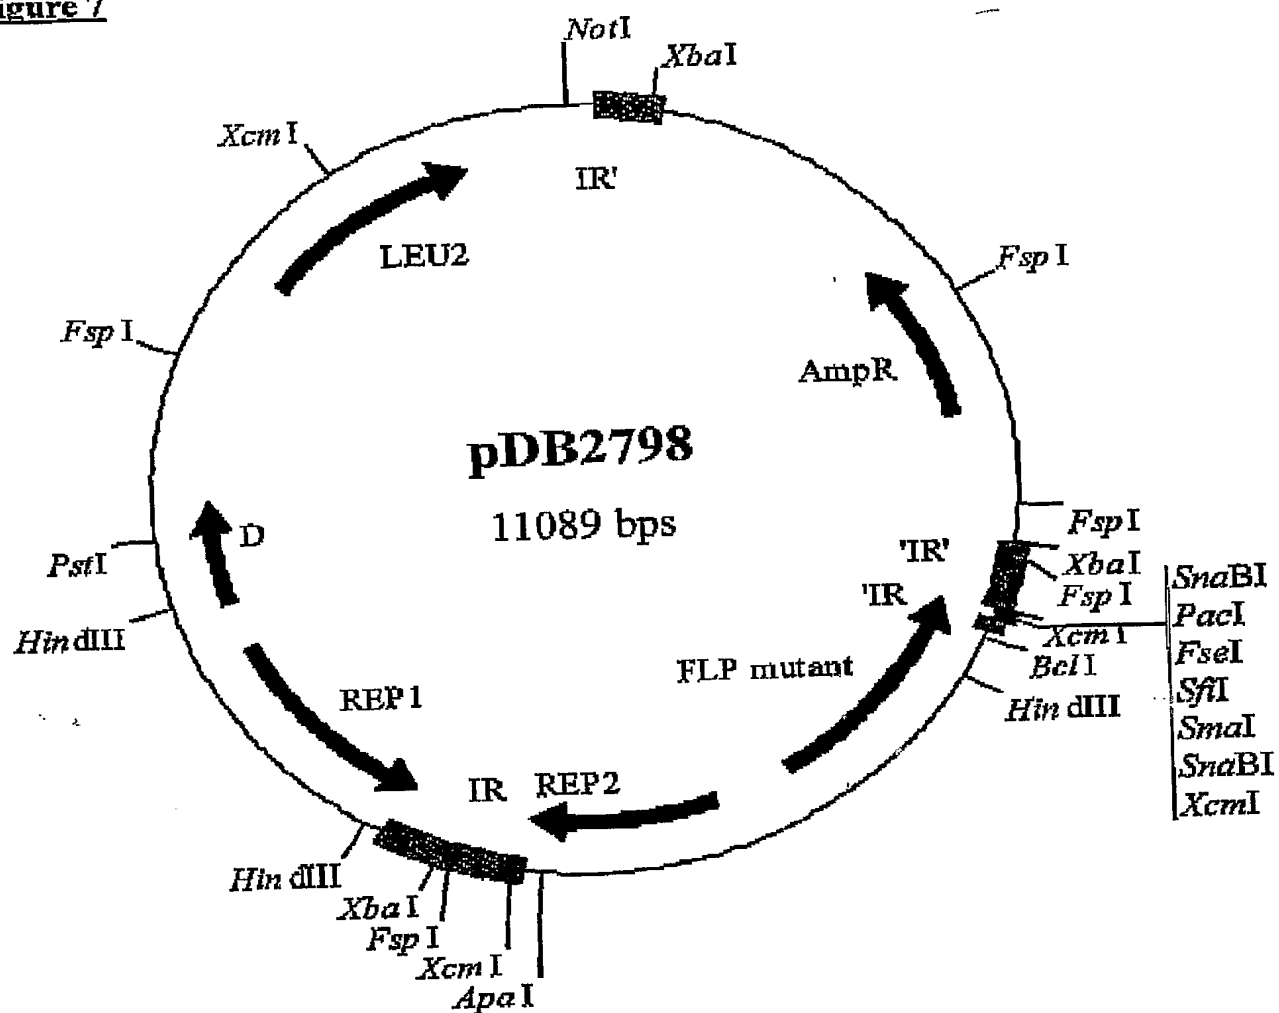 igure 7
NotI
XbaI
XcmI
IR'
LEU2
FspI
FspI
AmpR
pDB2798
11089 bps
D
PstI
HindIII
FspI
'IR'
XbaI
'IR
FspI
XcmI
BclI
HindIII
SnaBI
PacI
FseI
SfiI
SmaI
SnaBI
XcmI
FLP mutant
REP1
IR
REP2
HindIII
XbaI
FspI
XcmI
ApaI